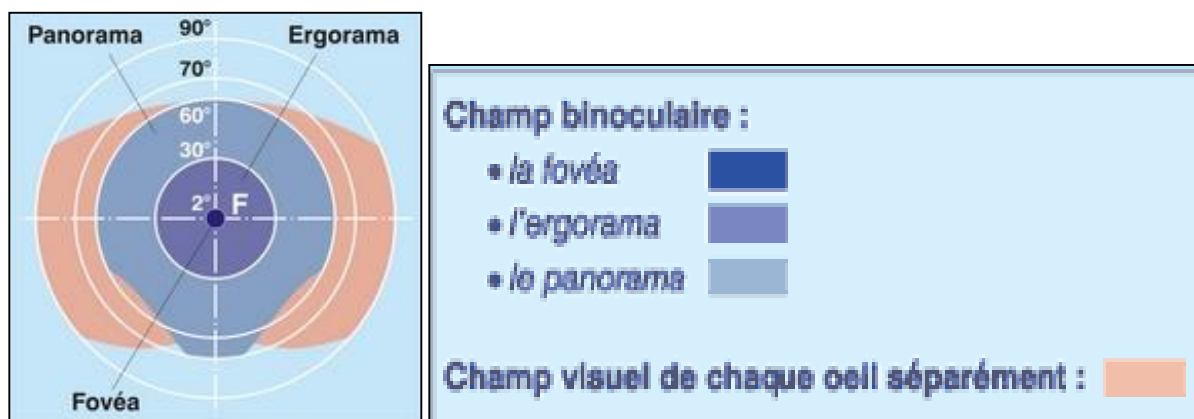 90°
Panorama
Ergorama
70°
60°
30°
2°
F
Fovéa
Champ binoculaire :
• la fovéa
• l'ergorama
• le panorama
Champ visuel de chaque oeil séparément :